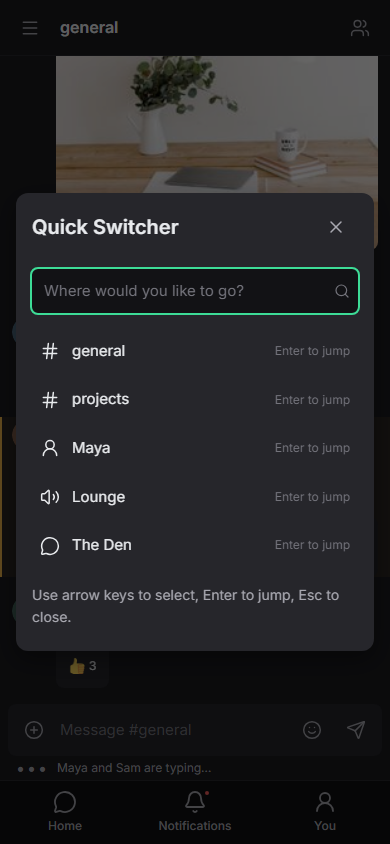 general
Quick Switcher
Where would you like to go?
general Enter to jump
projects Enter to jump
Maya Enter to jump
Lounge Enter to jump
The Den Enter to jump
Use arrow keys to select, Enter to jump, Esc to
close.
👍 3
Message #general
Maya and Sam are typing...
Home Notifications You